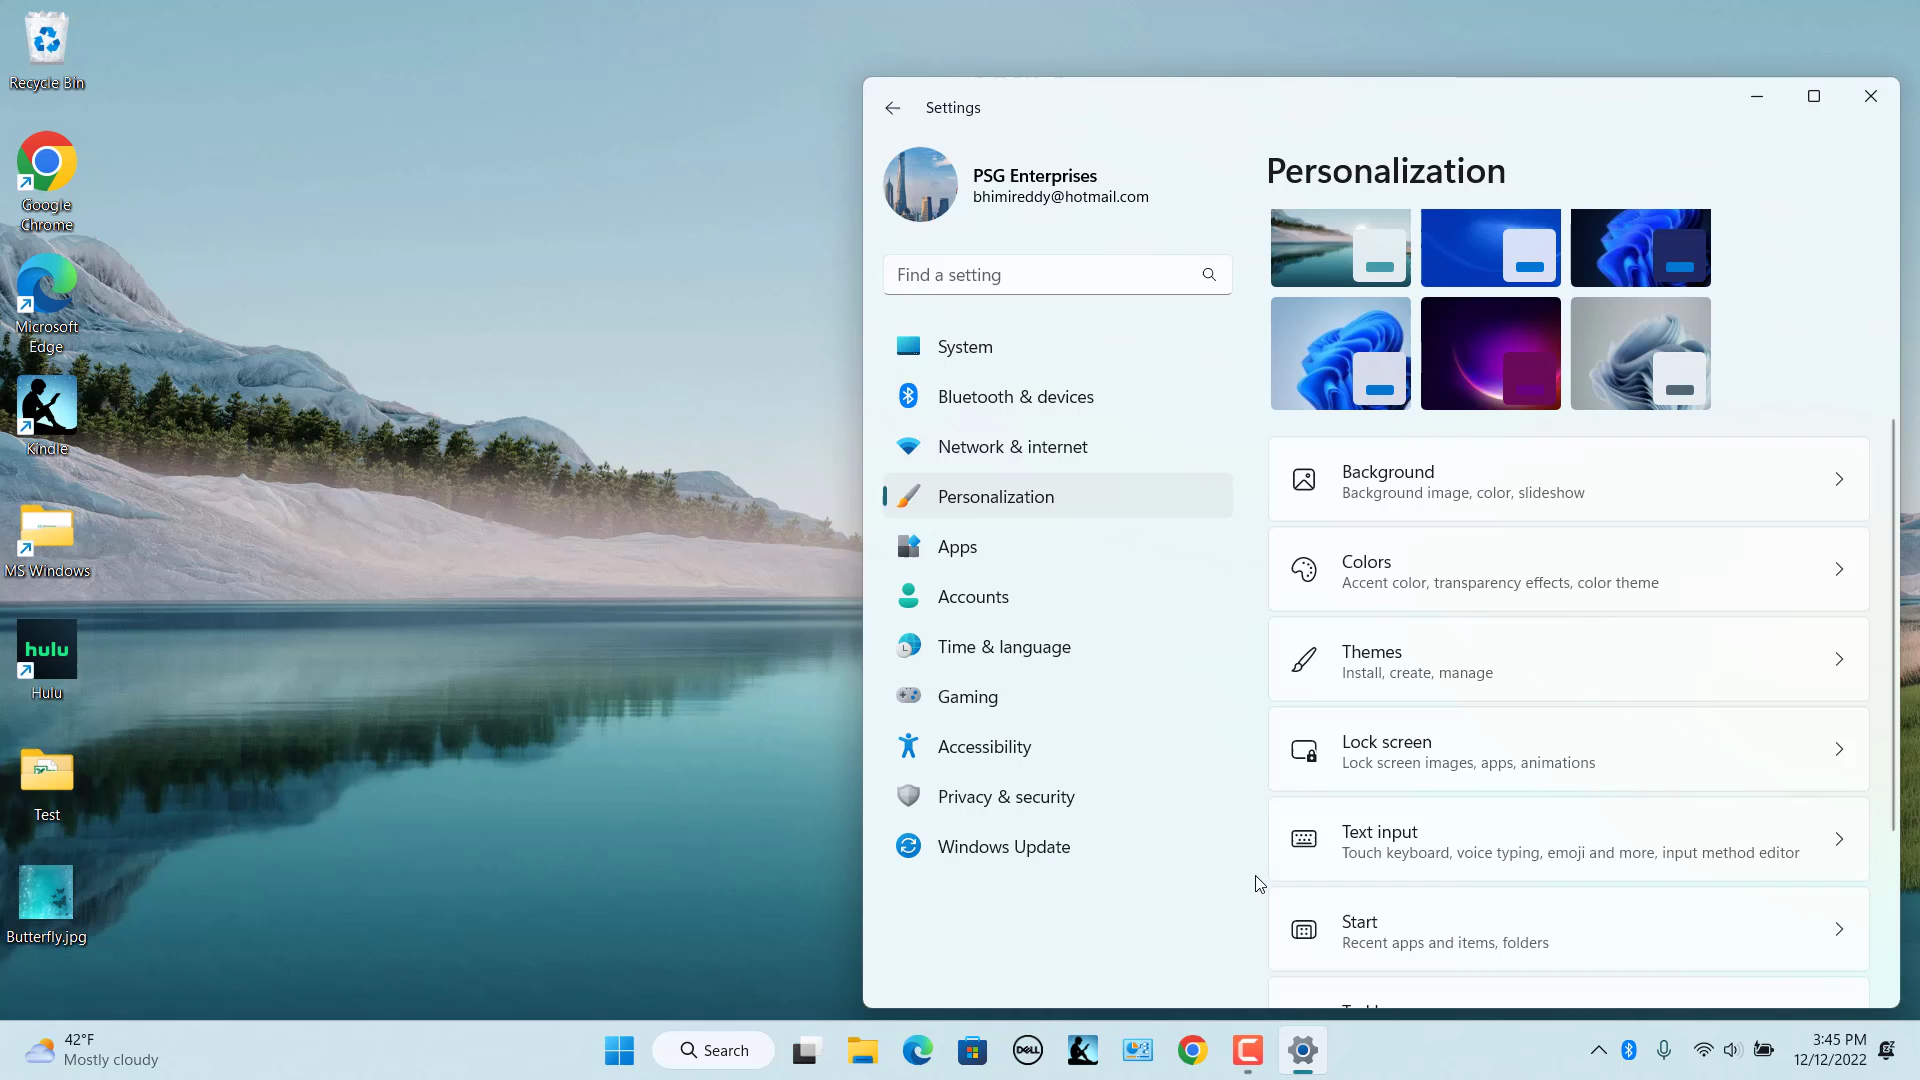 Recycle Bin
Google
Chrome
Microsoft
Edge
Kindle
MS Windows
hulu
Hulu
Test
Butterfly.jpg
Settings
PSG Enterprises
bhimireddy@hotmail.com
Find a setting
System
Bluetooth & devices
Network & internet
Personalization
Apps
Accounts
Time & language
Gaming
Accessibility
Privacy & security
Windows Update
Personalization
Background
Background image, color, slideshow
Colors
Accent color, transparency effects, color theme
Themes
Install, create, manage
Lock screen
Lock screen images, apps, animations
Text input
Touch keyboard, voice typing, emoji and more, input method editor
Start
Recent apps and items, folders
42°F
Mostly cloudy
Search
DELL
3:45 PM
12/12/2022